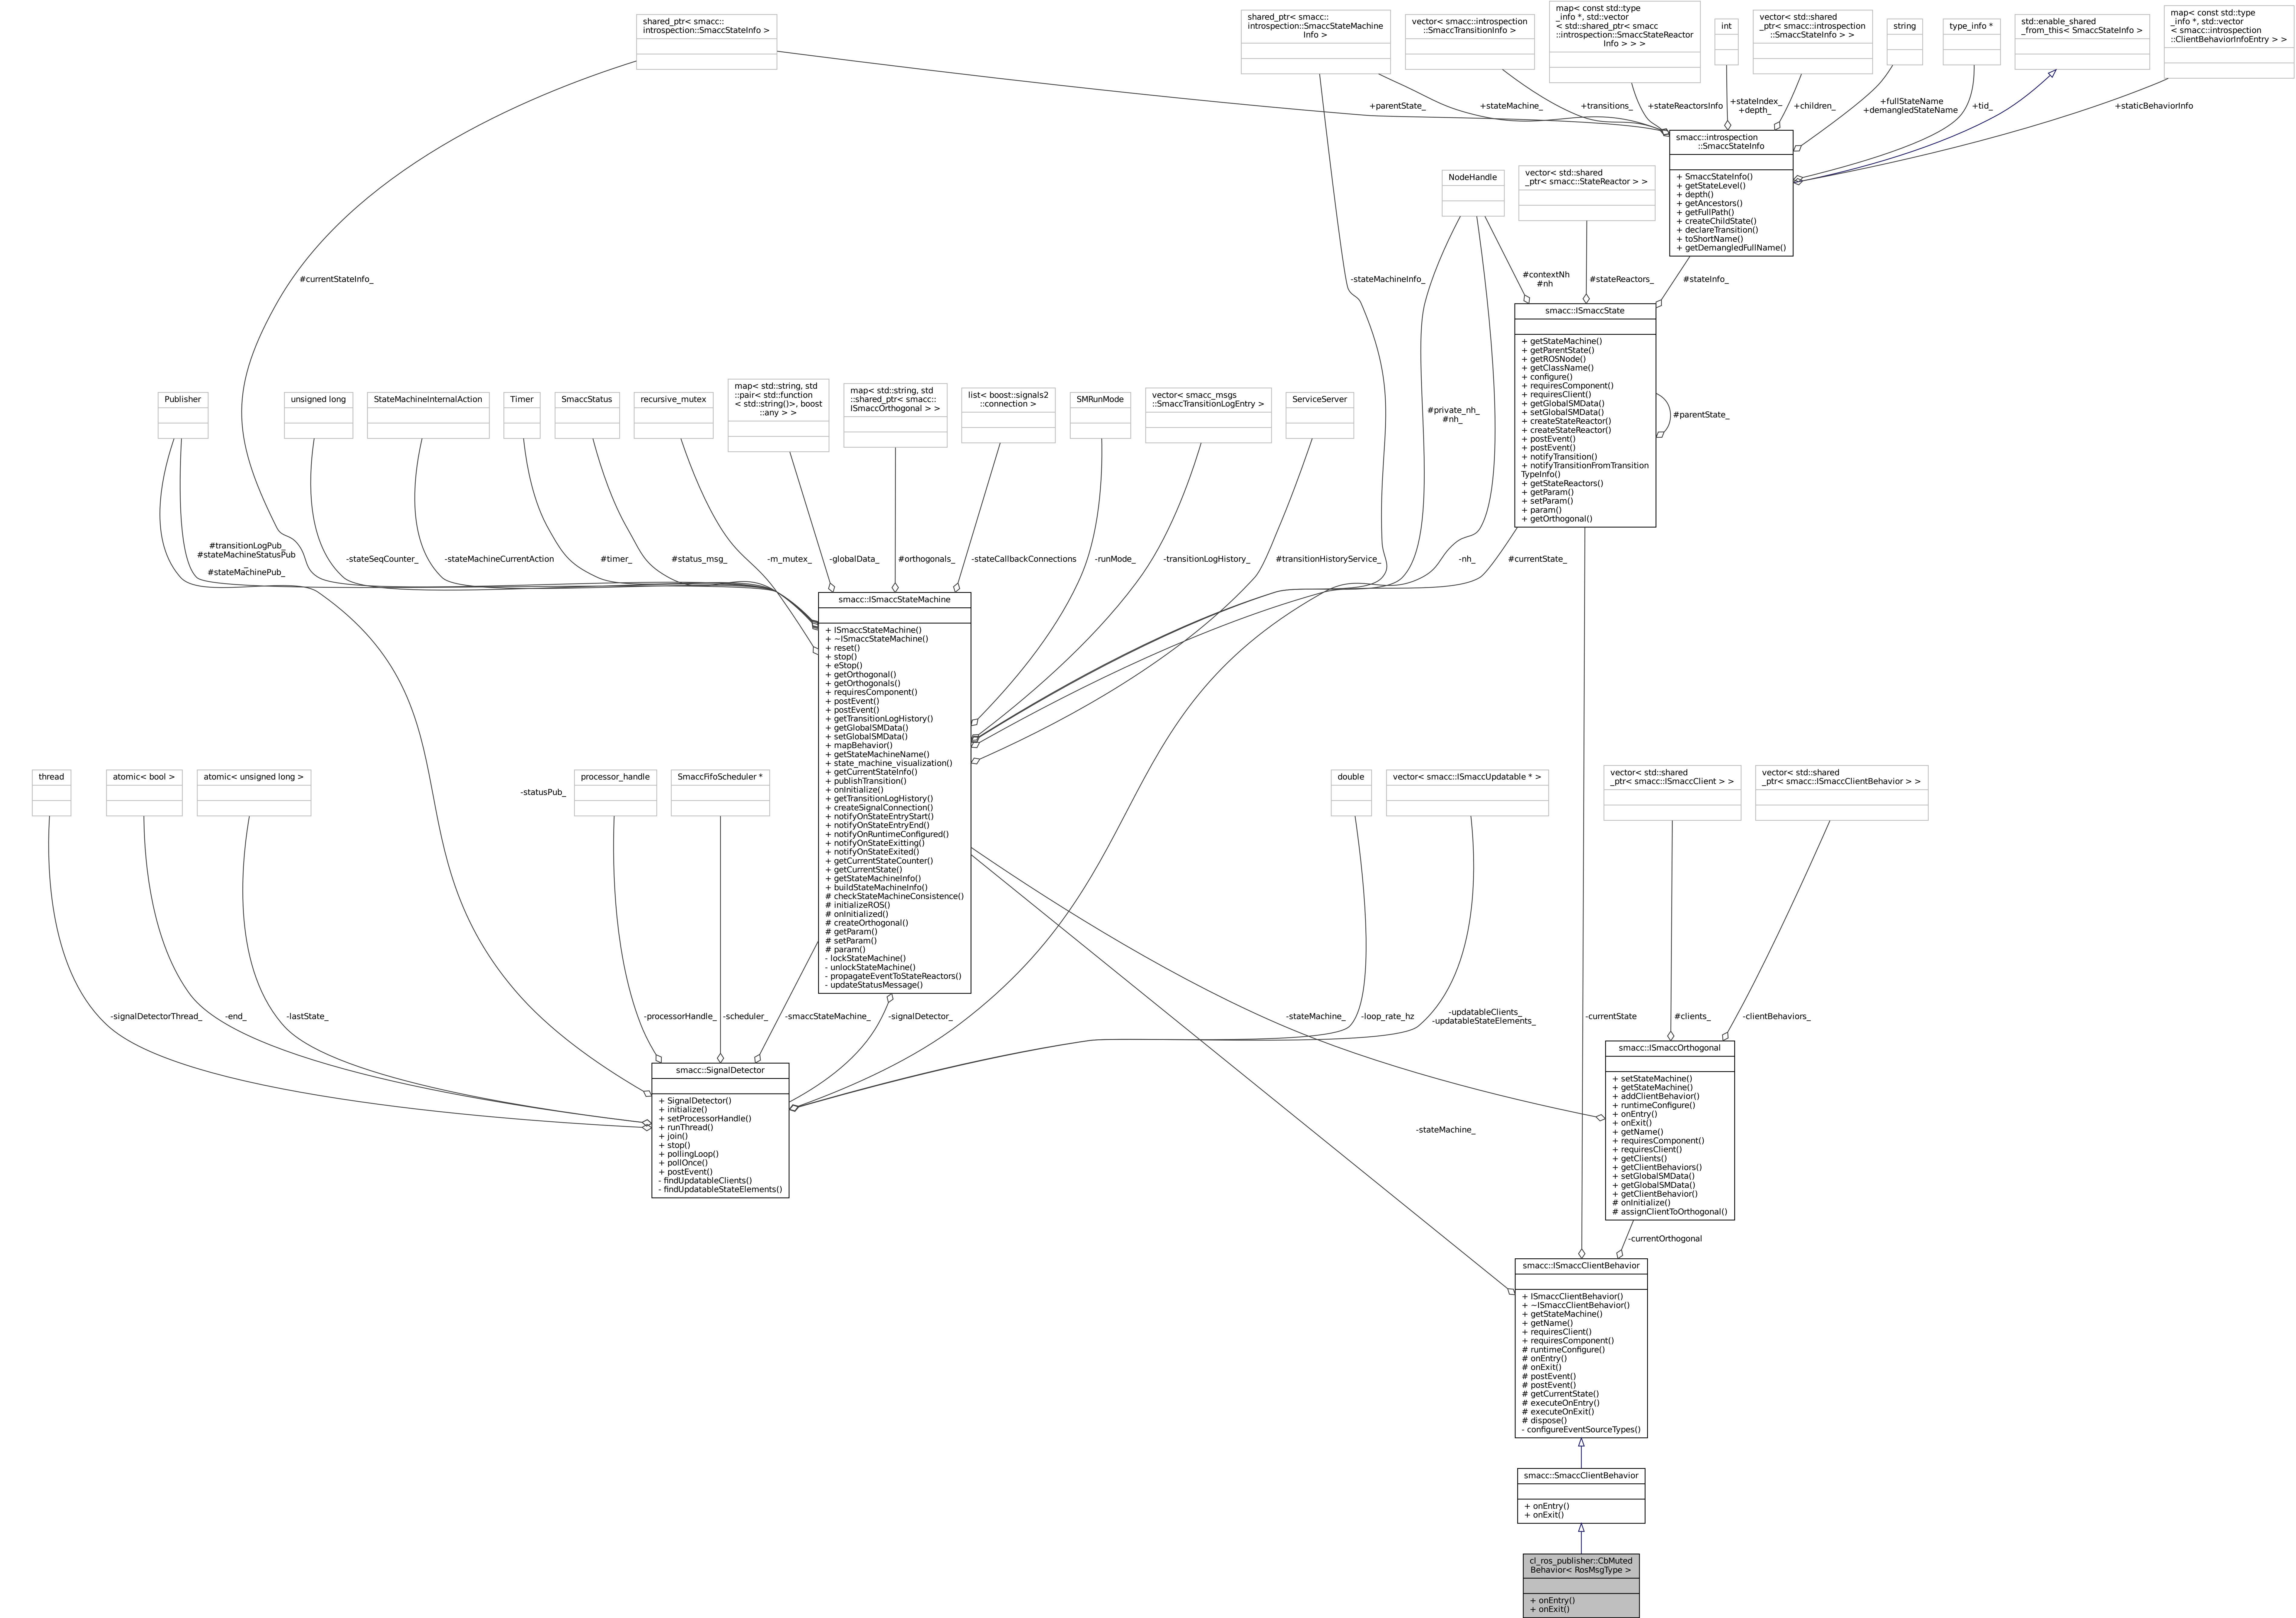 shared_ptr< smacc::
introspection::SmaccStateInfo >
shared_ptr< smacc::
introspection::SmaccStateMachine
Info >
vector< smacc::introspection
::SmaccTransitionInfo >
map< const std::type
_info *, std::vector
< std::shared_ptr< smacc
::introspection::SmaccStateReactor
Info > > >
int
vector< std::shared
_ptr< smacc::introspection
::SmaccStateInfo > >
string
type_info *
std::enable_shared
_from_this< SmaccStateInfo >
map< const std::type
_info *, std::vector
< smacc::introspection
::ClientBehaviorInfoEntry > >
+parentState_
+stateMachine_
+transitions_
+stateReactorsInfo
+stateIndex_
+depth_
+children_
+fullStateName
+demangledStateName
+tid_
+staticBehaviorInfo
smacc::introspection
::SmaccStateInfo
+ SmaccStateInfo()
+ getStateLevel()
+ depth()
+ getAncestors()
+ getFullPath()
+ createChildState()
+ declareTransition()
+ toShortName()
+ getDemangledFullName()
NodeHandle
vector< std::shared
_ptr< smacc::StateReactor > >
#currentStateInfo_
-stateMachineInfo_
#contextNh
#nh
#stateReactors_
#stateInfo_
smacc::ISmaccState
+ getStateMachine()
+ getParentState()
+ getROSNode()
+ getClassName()
+ configure()
+ requiresComponent()
+ requiresClient()
+ getGlobalSMData()
+ setGlobalSMData()
+ createStateReactor()
+ createStateReactor()
+ postEvent()
+ postEvent()
+ notifyTransition()
+ notifyTransitionFromTransition
TypeInfo()
+ getStateReactors()
+ getParam()
+ setParam()
+ param()
+ getOrthogonal()
#parentState_
#private_nh_
#nh_
Publisher
unsigned long
StateMachineInternalAction
Timer
SmaccStatus
recursive_mutex
map< std::string, std
::pair< std::function
< std::string()>, boost
::any > >
map< std::string, std
::shared_ptr< smacc::
ISmaccOrthogonal > >
list< boost::signals2
::connection >
SMRunMode
vector< smacc_msgs
::SmaccTransitionLogEntry >
ServiceServer
#transitionLogPub_
#stateMachineStatusPub
_
#stateMachinePub_
-stateSeqCounter_
-stateMachineCurrentAction
#timer_
#status_msg_
-m_mutex_
-globalData_
#orthogonals_
-stateCallbackConnections
-runMode_
-transitionLogHistory_
#transitionHistoryService_
-nh_
#currentState_
smacc::ISmaccStateMachine
+ ISmaccStateMachine()
+ ~ISmaccStateMachine()
+ reset()
+ stop()
+ eStop()
+ getOrthogonal()
+ getOrthogonals()
+ requiresComponent()
+ postEvent()
+ postEvent()
+ getTransitionLogHistory()
+ getGlobalSMData()
+ setGlobalSMData()
+ mapBehavior()
+ getStateMachineName()
+ state_machine_visualization()
+ getCurrentStateInfo()
+ publishTransition()
+ onInitialize()
+ getTransitionLogHistory()
+ createSignalConnection()
+ notifyOnStateEntryStart()
+ notifyOnStateEntryEnd()
+ notifyOnRuntimeConfigured()
+ notifyOnStateExitting()
+ notifyOnStateExited()
+ getCurrentStateCounter()
+ getCurrentState()
+ getStateMachineInfo()
+ buildStateMachineInfo()
# checkStateMachineConsistence()
# initializeROS()
# onInitialized()
# createOrthogonal()
# getParam()
# setParam()
# param()
- lockStateMachine()
- unlockStateMachine()
- propagateEventToStateReactors()
- updateStatusMessage()
thread
atomic< bool >
atomic< unsigned long >
-statusPub_
processor_handle
SmaccFifoScheduler *
double
vector< smacc::ISmaccUpdatable * >
vector< std::shared
_ptr< smacc::ISmaccClient > >
vector< std::shared
_ptr< smacc::ISmaccClientBehavior > >
-signalDetectorThread_
-end_
-lastState_
-processorHandle_
-scheduler_
-smaccStateMachine_
-signalDetector_
-stateMachine_
-loop_rate_hz
-updatableClients_
-updatableStateElements_
-currentState
#clients_
-clientBehaviors_
smacc::SignalDetector
+ SignalDetector()
+ initialize()
+ setProcessorHandle()
+ runThread()
+ join()
+ stop()
+ pollingLoop()
+ pollOnce()
+ postEvent()
- findUpdatableClients()
- findUpdatableStateElements()
smacc::ISmaccOrthogonal
+ setStateMachine()
+ getStateMachine()
+ addClientBehavior()
+ runtimeConfigure()
+ onEntry()
+ onExit()
+ getName()
+ requiresComponent()
+ requiresClient()
+ getClients()
+ getClientBehaviors()
+ setGlobalSMData()
+ getGlobalSMData()
+ getClientBehavior()
# onInitialize()
# assignClientToOrthogonal()
-stateMachine_
-currentOrthogonal
smacc::ISmaccClientBehavior
+ ISmaccClientBehavior()
+ ~ISmaccClientBehavior()
+ getStateMachine()
+ getName()
+ requiresClient()
+ requiresComponent()
# runtimeConfigure()
# onEntry()
# onExit()
# postEvent()
# postEvent()
# getCurrentState()
# executeOnEntry()
# executeOnExit()
# dispose()
- configureEventSourceTypes()
smacc::SmaccClientBehavior
+ onEntry()
+ onExit()
cl_ros_publisher::CbMuted
Behavior< RosMsgType >
+ onEntry()
+ onExit()